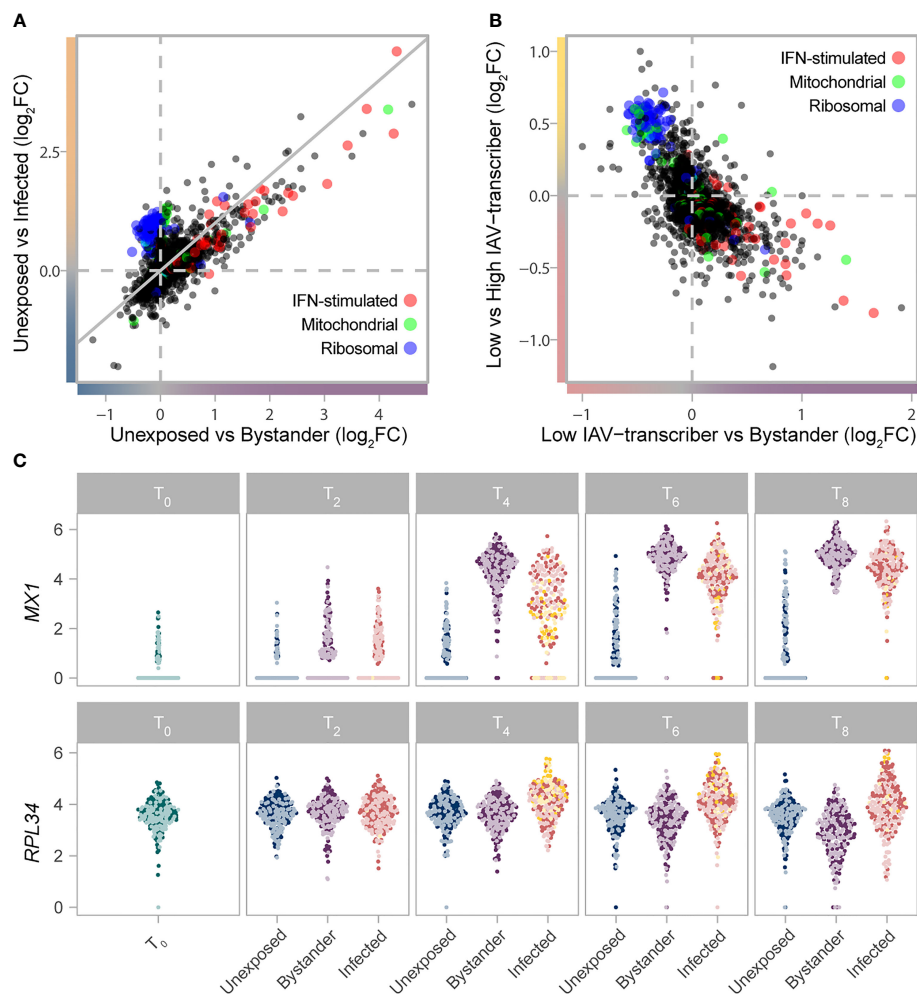 A
Unexposed vs Infected (log2FC)
2.5
0.0
IFN-stimulated
Mitochondrial
Ribosomal
−1 0 1 2 3 4
Unexposed vs Bystander (log2FC)
B
Low vs High IAV−transcriber (log2FC)
1.0
0.5
0.0
−0.5
−1.0
IFN-stimulated
Mitochondrial
Ribosomal
−1 0 1 2
Low IAV−transcriber vs Bystander (log2FC)
C
T0 T2 T4 T6 T8
MX1
6
4
2
0
T0 T2 T4 T6 T8
RPL34
6
4
2
0
T0 Unexposed Bystander Infected Unexposed Bystander Infected Unexposed Bystander Infected Unexposed Bystander Infected